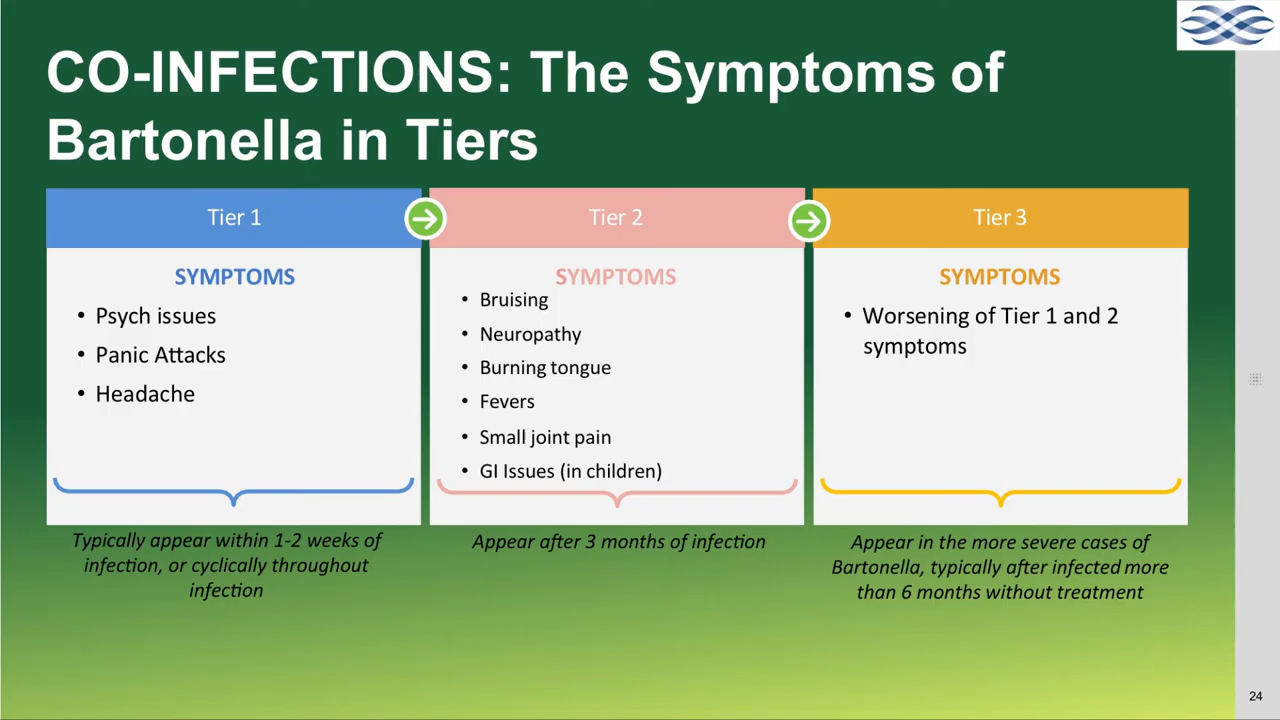 CO-INFECTIONS: The Symptoms of
Bartonella in Tiers
Tier 1
SYMPTOMS
• Psych issues
• Panic Attacks
• Headache
Typically appear within 1-2 weeks of
infection, or cyclically throughout
infection
Tier 2
SYMPTOMS
• Bruising
• Neuropathy
• Burning tongue
• Fevers
• Small joint pain
• GI Issues (in children)
Appear after 3 months of infection
Tier 3
SYMPTOMS
• Worsening of Tier 1 and 2
symptoms
Appear in the more severe cases of
Bartonella, typically after infected more
than 6 months without treatment
24